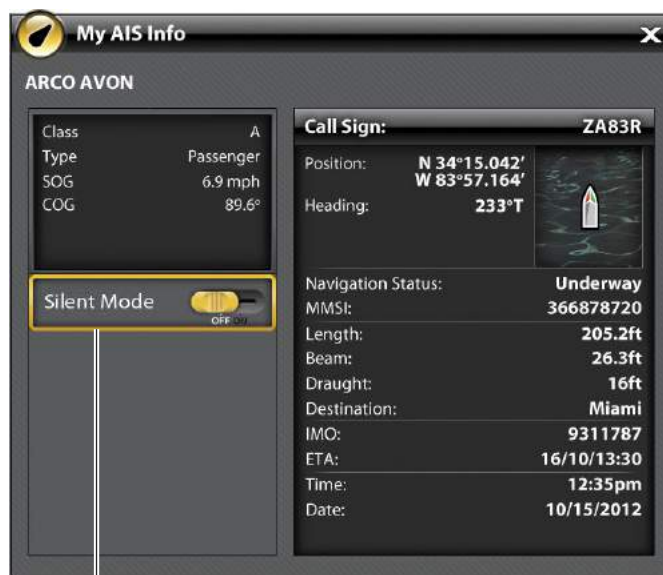 My AIS Info X
ARCO AVON
Class A
Type Passenger
SOG 6.9 mph
COG 89.6°
Silent Mode
OFF ON
Call Sign: ZA83R
Position: N 34°15.042′
W 83°57.164′
Heading: 233°T
Navigation Status: Underway
MMSI: 366878720
Length: 205.2ft
Beam: 26.3ft
Draught: 16ft
Destination: Miami
IMO: 9311787
ETA: 16/10/13:30
Time: 12:35pm
Date: 10/15/2012